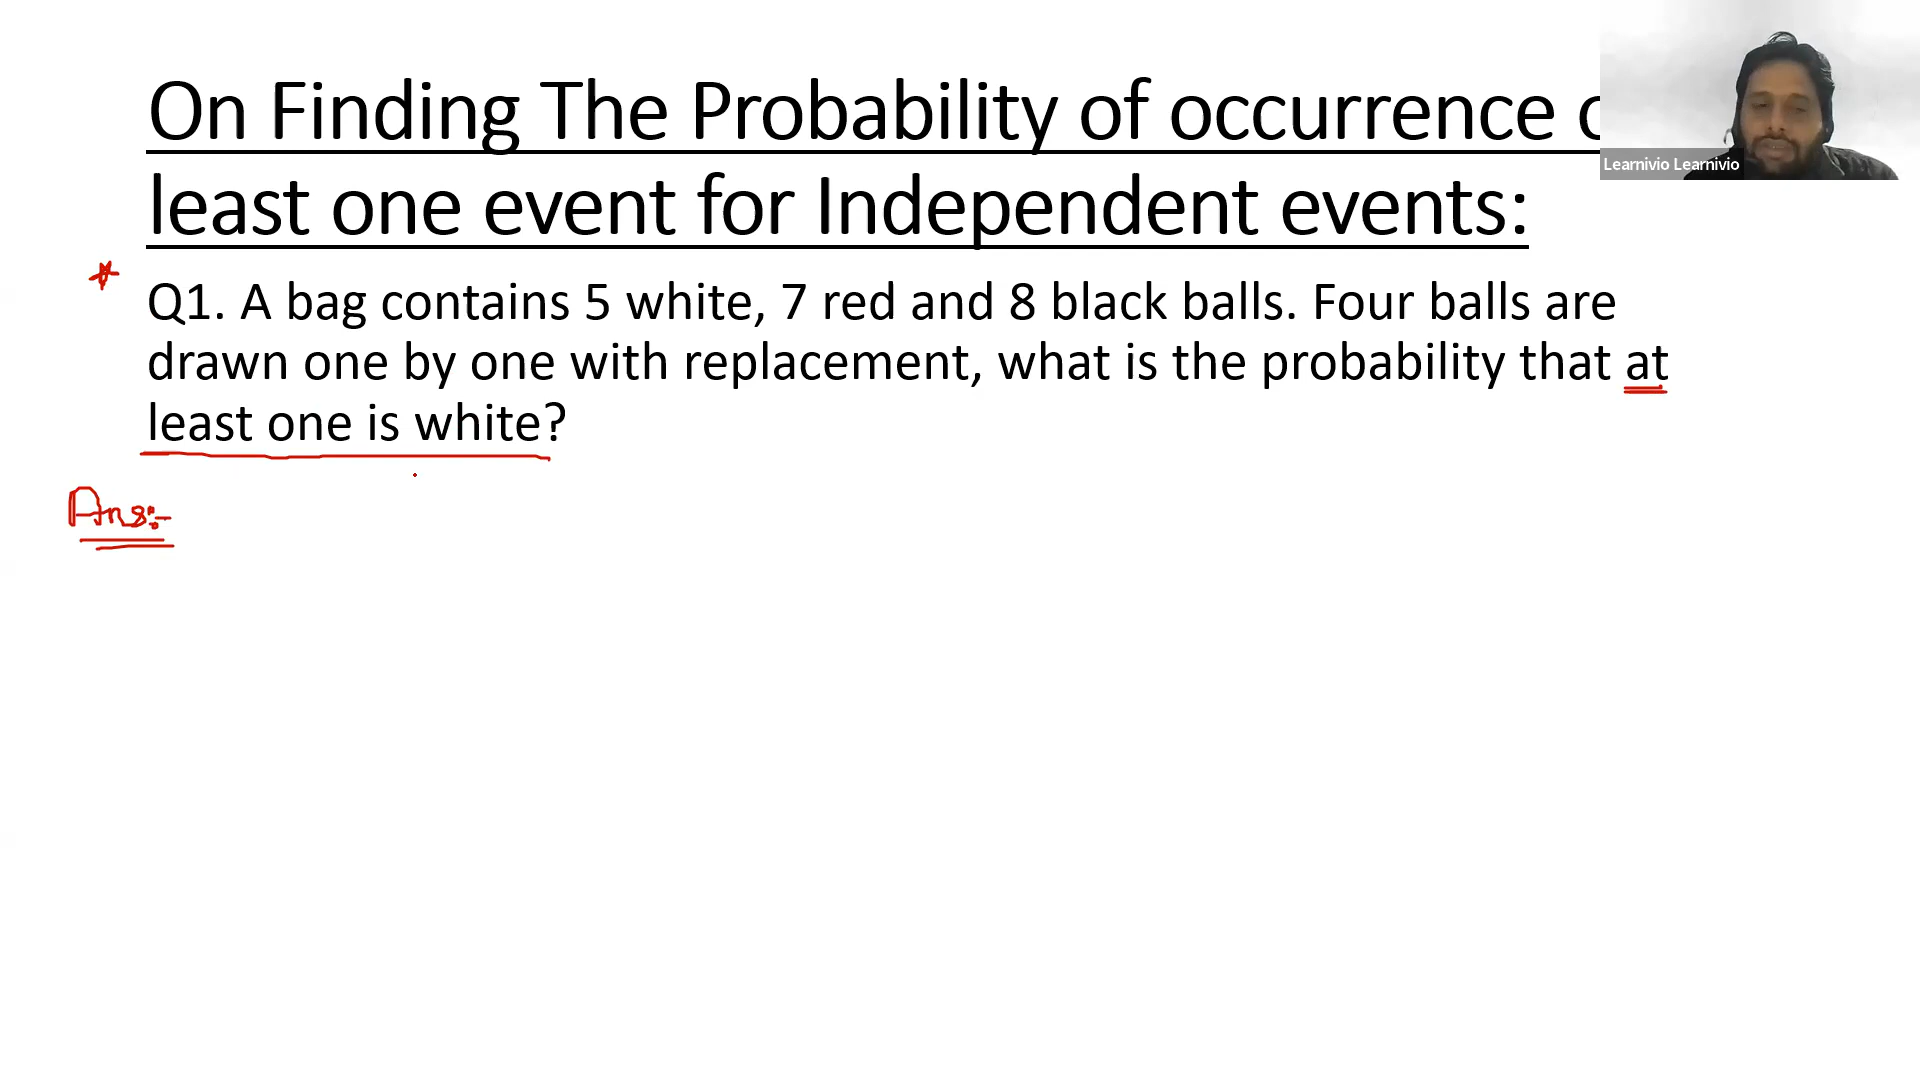 On Finding The Probability of occurrence
least one event for Independent events:
Learnivio Learnivio
Q1. A bag contains 5 white, 7 red and 8 black balls. Four balls are
drawn one by one with replacement, what is the probability that at
least one is white?
Ans:-